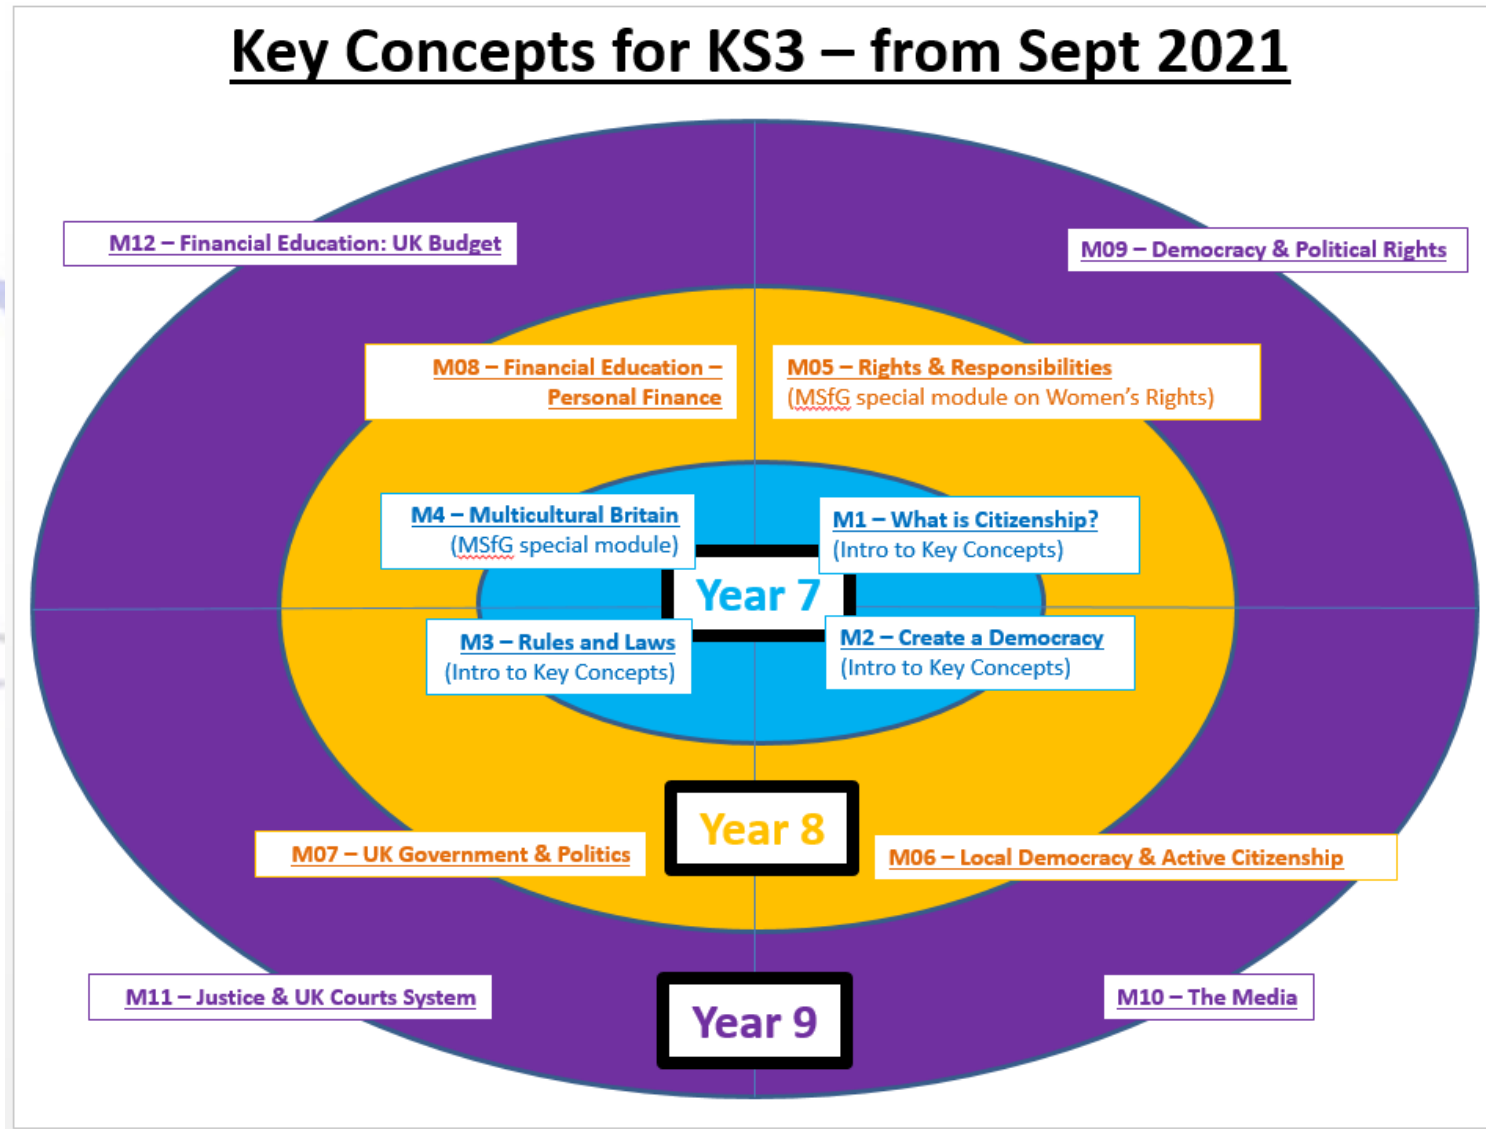 Key Concepts for KS3 – from Sept 2021
M12 – Financial Education: UK Budget
M09 – Democracy & Political Rights
M08 – Financial Education –
Personal Finance
M05 – Rights & Responsibilities
(MSfG special module on Women's Rights)
M4 – Multicultural Britain
(MSfG special module)
M1 – What is Citizenship?
(Intro to Key Concepts)
Year 7
M3 – Rules and Laws
(Intro to Key Concepts)
M2 – Create a Democracy
(Intro to Key Concepts)
Year 8
M07 – UK Government & Politics
M06 – Local Democracy & Active Citizenship
M11 – Justice & UK Courts System
Year 9
M10 – The Media